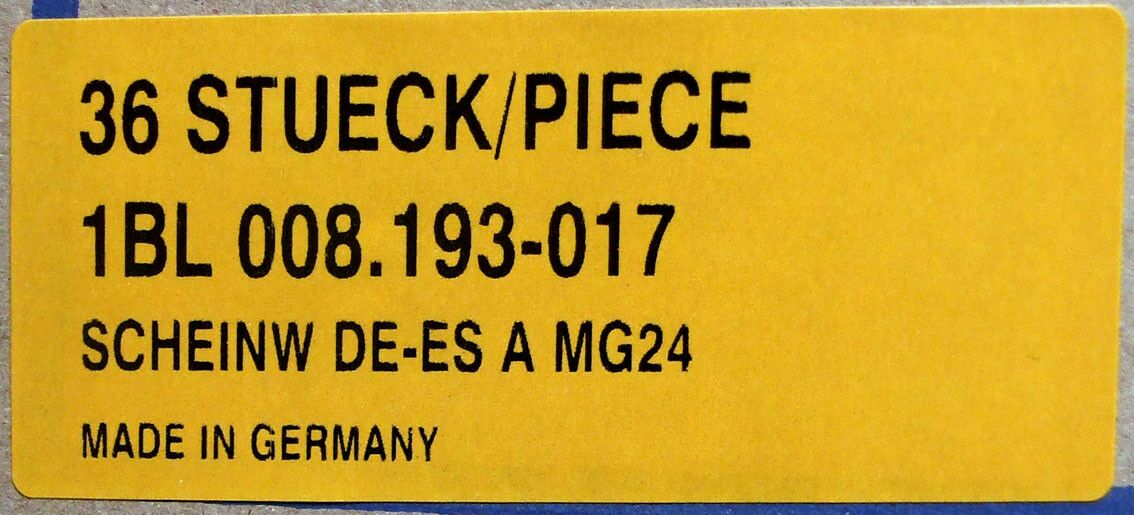 36 STUECK/PIECE
1BL 008.193-017
SCHEINW DE-ES A MG24
MADE IN GERMANY